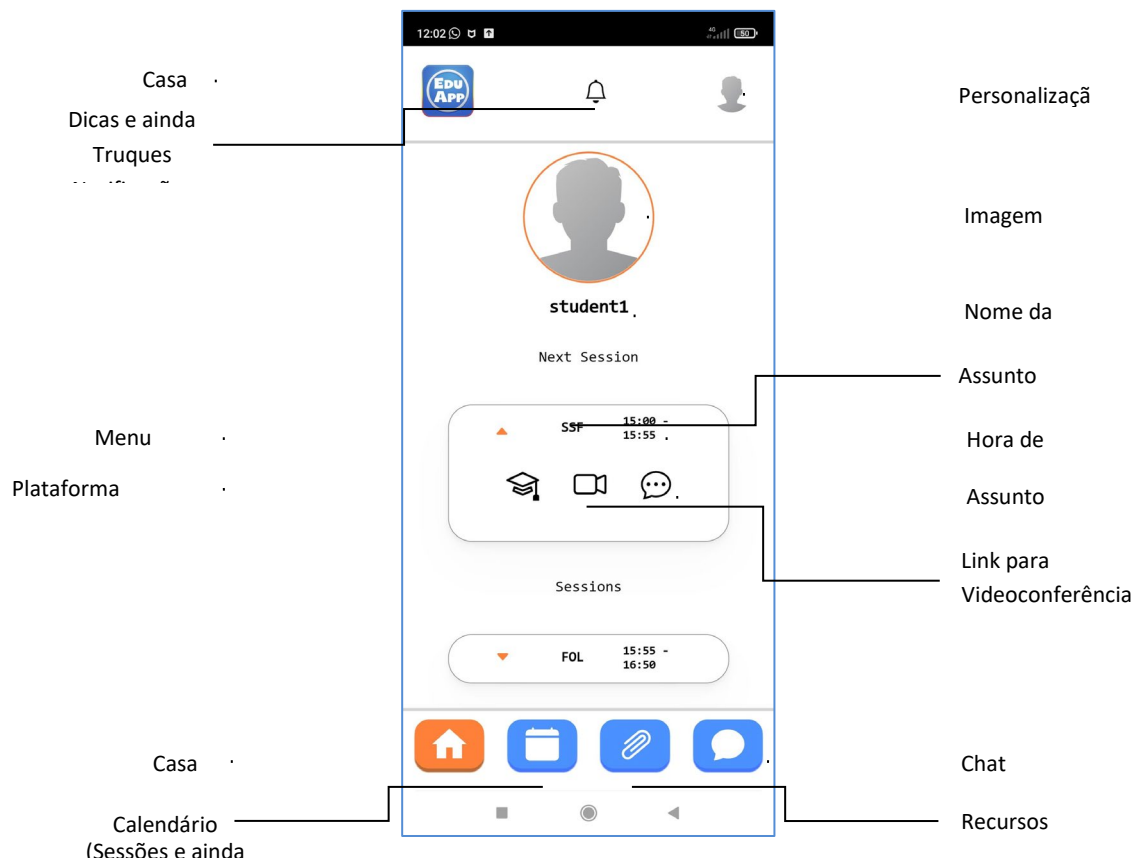 12:02
4G
50
Casa
EDU
APP
Personalizaçã
Dicas e ainda
Truques
Imagem
student1
Nome da
Next Session
Assunto
SSF
15:00 -
15:55
Menu
Hora de
Plataforma
Assunto
Link para
Videoconferência
Sessions
FOL
15:55 -
16:50
Casa
Chat
Calendário
(Sessões e ainda
Recursos